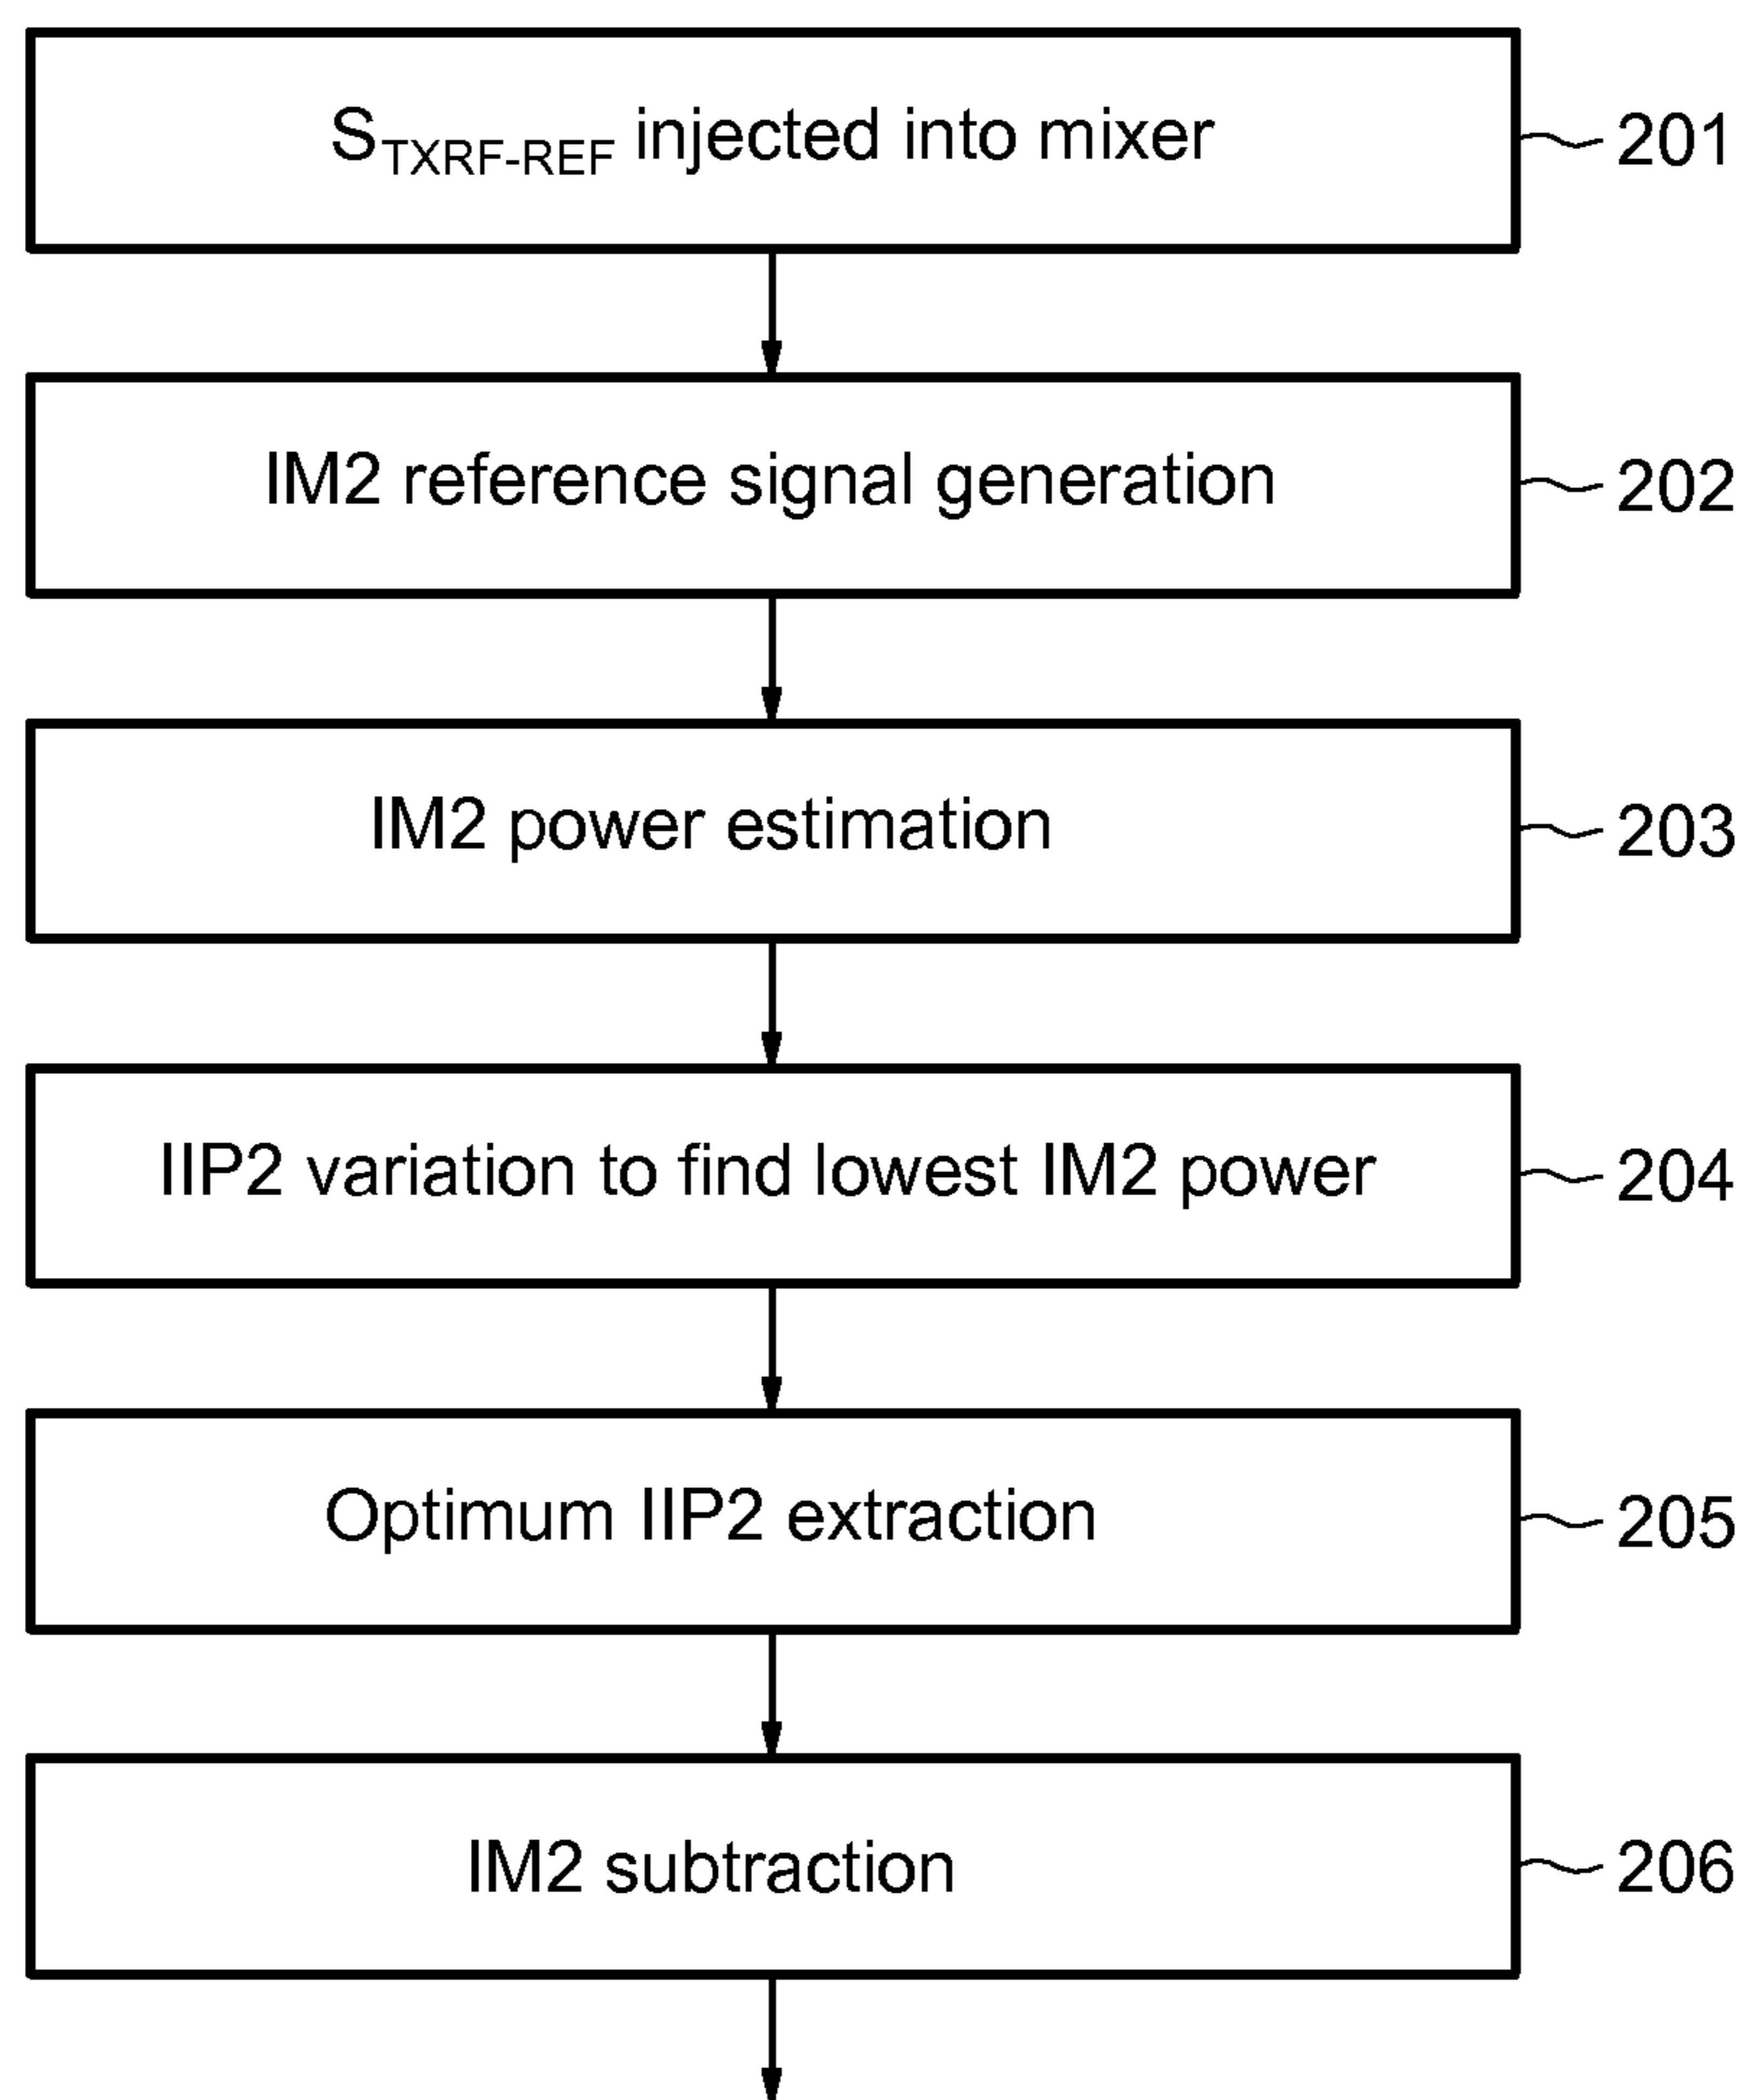 S_TXRF-REF injected into mixer
201
IM2 reference signal generation
202
IM2 power estimation
203
IIP2 variation to find lowest IM2 power
204
Optimum IIP2 extraction
205
IM2 subtraction
206